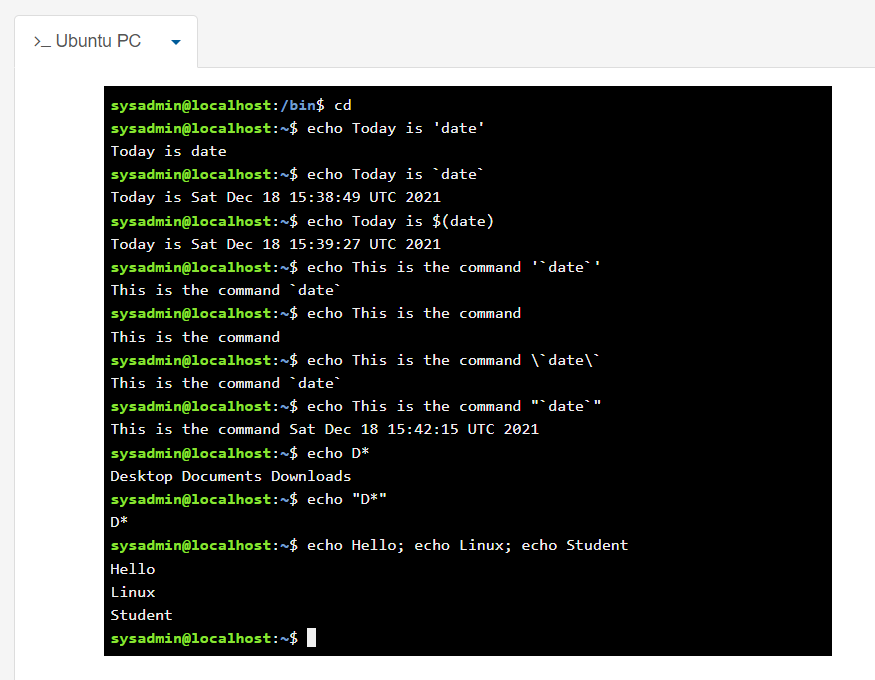 >_ Ubuntu PC
sysadmin@localhost:/bin$ cd
sysadmin@localhost:~$ echo Today is 'date'
Today is date
sysadmin@localhost:~$ echo Today is `date`
Today is Sat Dec 18 15:38:49 UTC 2021
sysadmin@localhost:~$ echo Today is $(date)
Today is Sat Dec 18 15:39:27 UTC 2021
sysadmin@localhost:~$ echo This is the command '`date`'
This is the command `date`
sysadmin@localhost:~$ echo This is the command
This is the command
sysadmin@localhost:~$ echo This is the command \`date\`
This is the command `date`
sysadmin@localhost:~$ echo This is the command "`date`"
This is the command Sat Dec 18 15:42:15 UTC 2021
sysadmin@localhost:~$ echo D*
Desktop Documents Downloads
sysadmin@localhost:~$ echo "D*"
D*
sysadmin@localhost:~$ echo Hello; echo Linux; echo Student
Hello
Linux
Student
sysadmin@localhost:~$